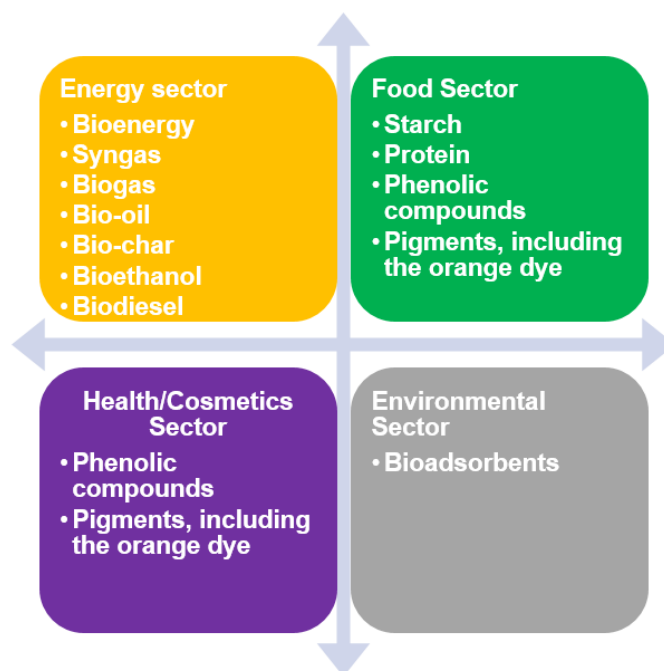 Energy sector
• Bioenergy
• Syngas
• Biogas
• Bio-oil
• Bio-char
• Bioethanol
• Biodiesel
Food Sector
• Starch
• Protein
• Phenolic
compounds
• Pigments, including
the orange dye
Health/Cosmetics
Sector
• Phenolic
compounds
• Pigments, including
the orange dye
Environmental
Sector
• Bioadsorbents